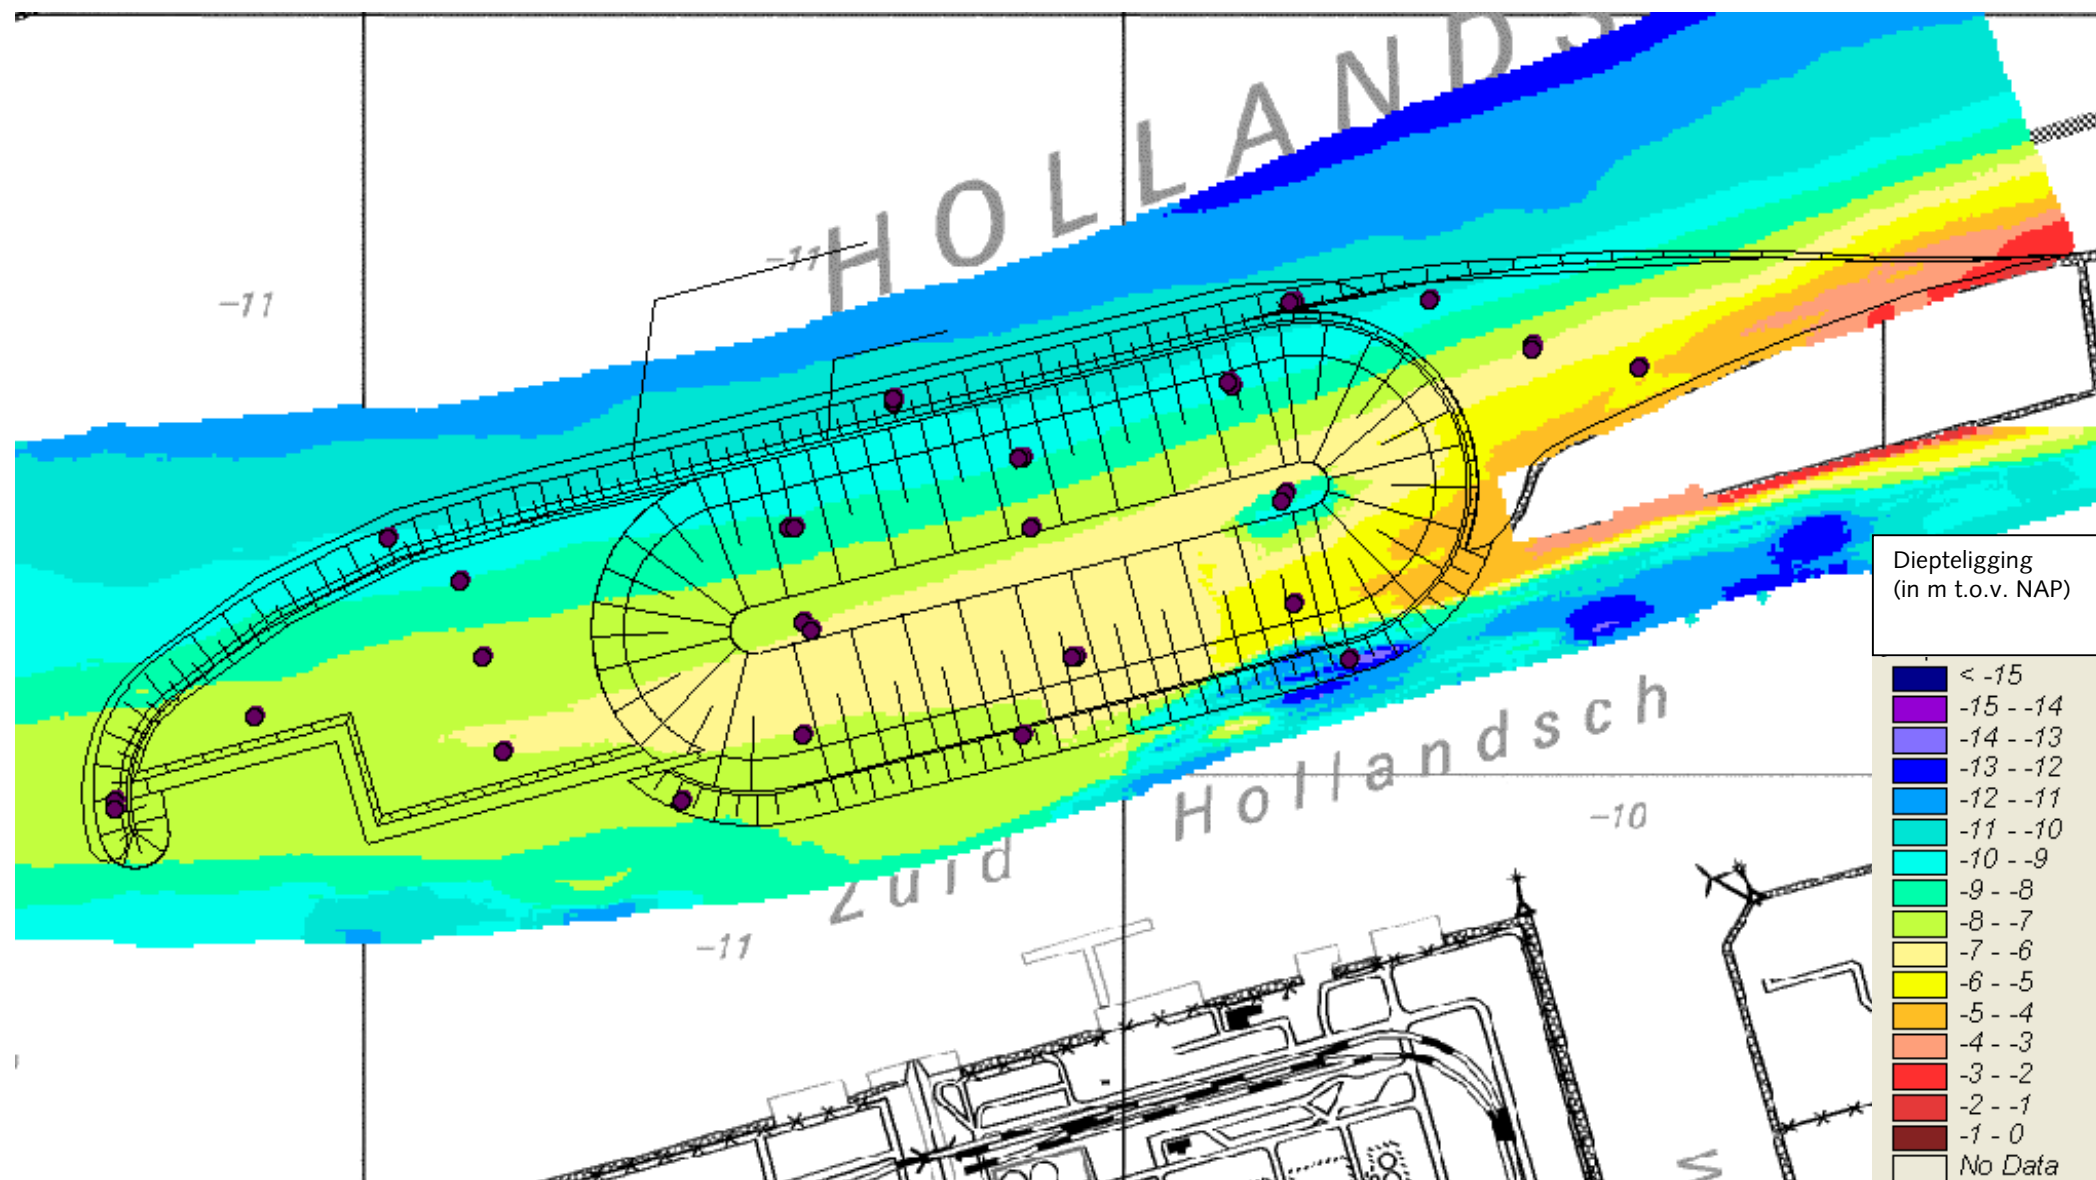 HOLLANDS
-11
-11
Zuid Hollandsch
-10
-11
Diepteligging
(in m t.o.v. NAP)
< -15
-15 - -14
-14 - -13
-13 - -12
-12 - -11
-11 - -10
-10 - -9
-9 - -8
-8 - -7
-7 - -6
-6 - -5
-5 - -4
-4 - -3
-3 - -2
-2 - -1
-1 - 0
No Data